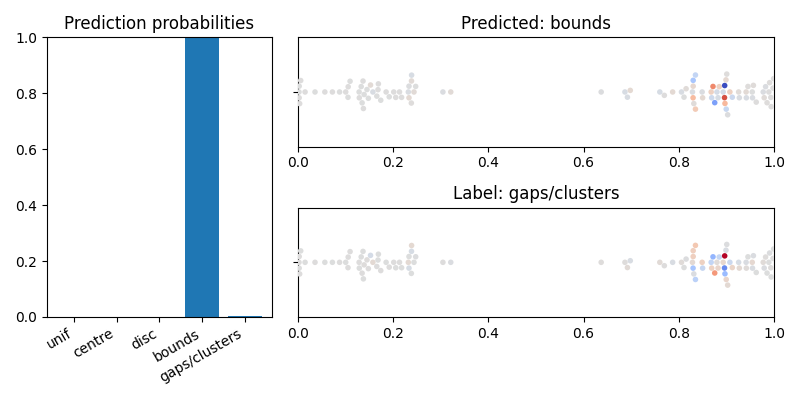 Prediction probabilities
1.0
0.8
0.6
0.4
0.2
0.0
unif
centre
disc
bounds
gaps/clusters
Predicted: bounds
0.0 0.2 0.4 0.6 0.8 1.0
Label: gaps/clusters
0.0 0.2 0.4 0.6 0.8 1.0